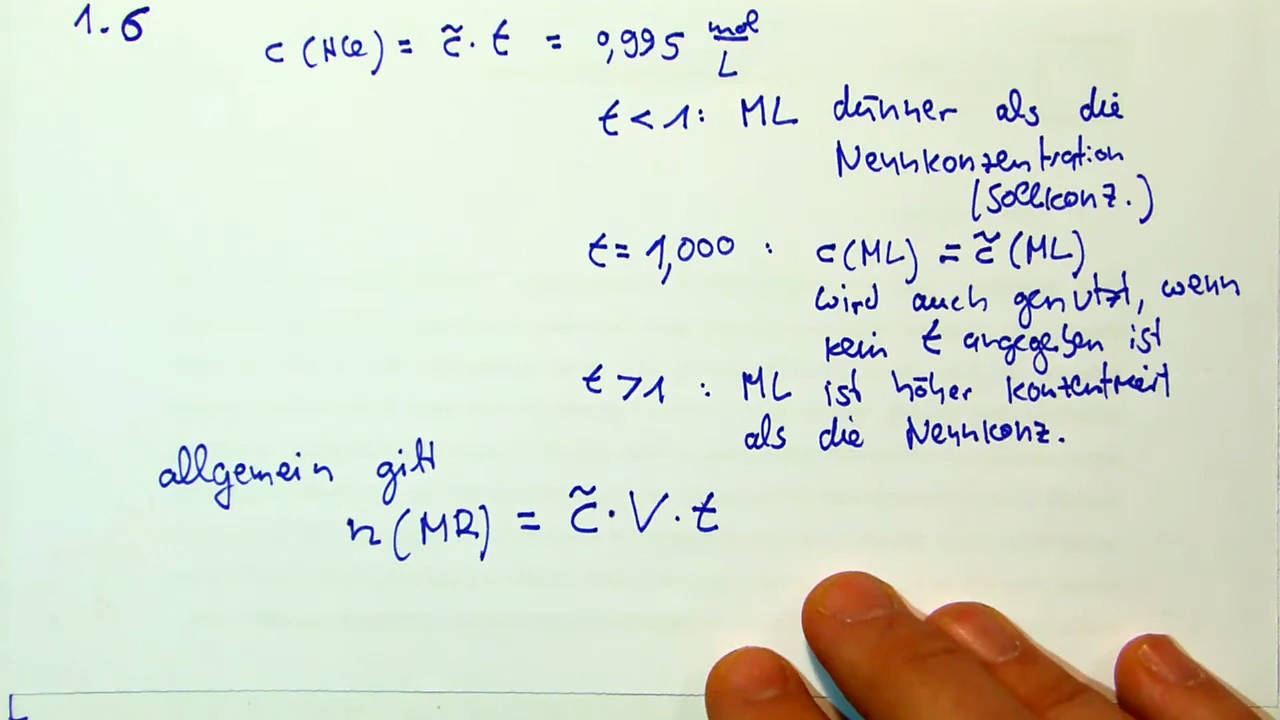 1.6
c (HCl) = c̃ · t = 0,995 mol/L
t < 1 : ML dünner als die
Nennkonzentration
(Sollkonz.)
t = 1,000 : c (ML) = c̃ (ML)
wird auch genutzt, wenn
kein t angegeben ist
t > 1 : ML ist höher konzentriert
als die Nennkonz.
allgemein gilt
n (MR) = c̃ · V · t